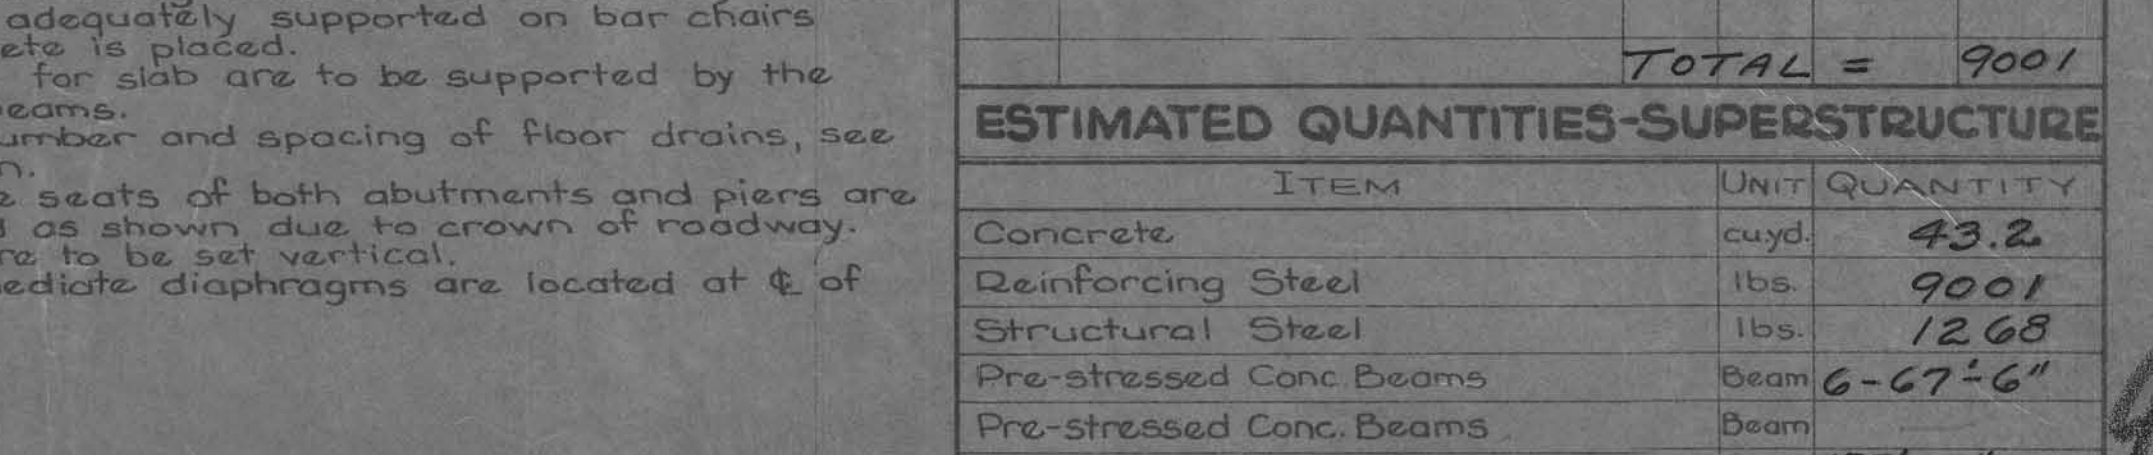 adequately supported on bar chairs
ete is placed.
for slab are to be supported by the
eams.
umber and spacing of floor drains, see
n.
e seats of both abutments and piers are
d as shown due to crown of roadway.
re to be set vertical.
ediate diaphragms are located at ℄ of
TOTAL = 9001
ESTIMATED QUANTITIES-SUPERSTRUCTURE
ITEM UNIT QUANTITY
Concrete cu.yd. 43.2
Reinforcing Steel lbs. 9001
Structural Steel lbs. 1268
Pre-stressed Conc. Beams Beam 6-67'-6"
Pre-stressed Conc. Beams Beam